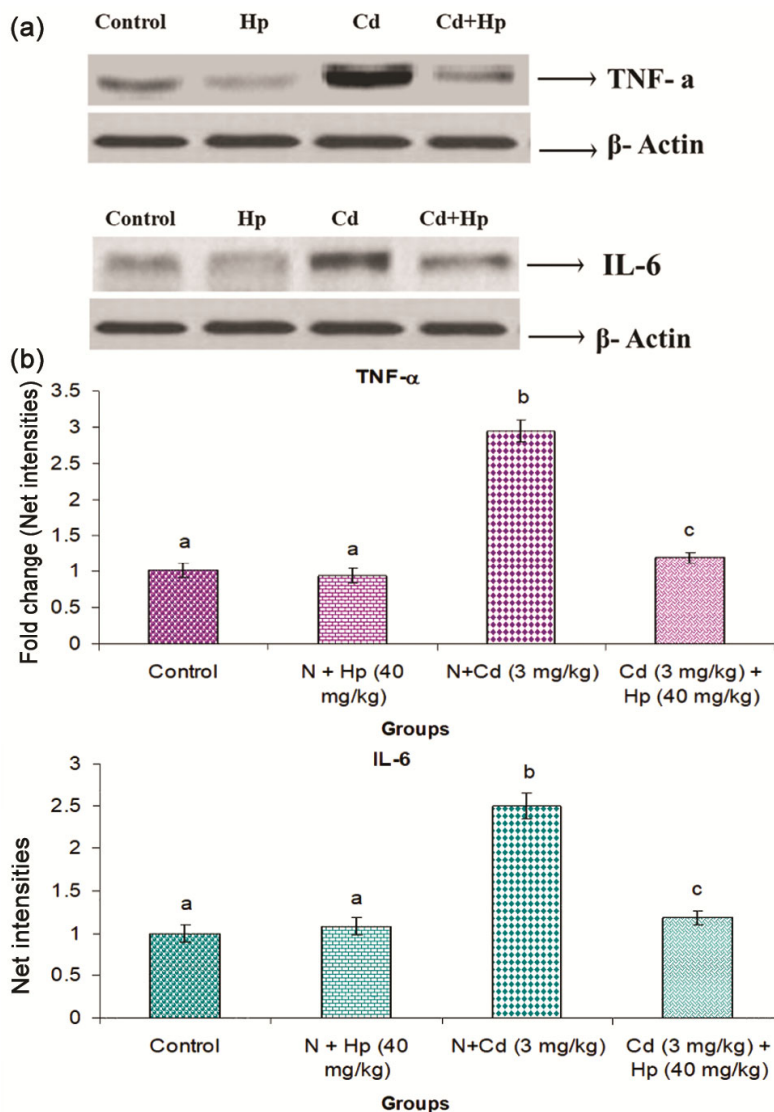 (a)
Control Hp Cd Cd+Hp
TNF- a
β- Actin
Control Hp Cd Cd+Hp
IL-6
β- Actin
(b)
TNF-α
Fold change (Net intensities)
3.5
3
2.5
2
1.5
1
0.5
0
a a b c
Control N + Hp (40 mg/kg) N+Cd (3 mg/kg) Cd (3 mg/kg) + Hp (40 mg/kg)
Groups
IL-6
Net intensities
3
2.5
2
1.5
1
0.5
0
a a b c
Control N + Hp (40 mg/kg) N+Cd (3 mg/kg) Cd (3 mg/kg) + Hp (40 mg/kg)
Groups